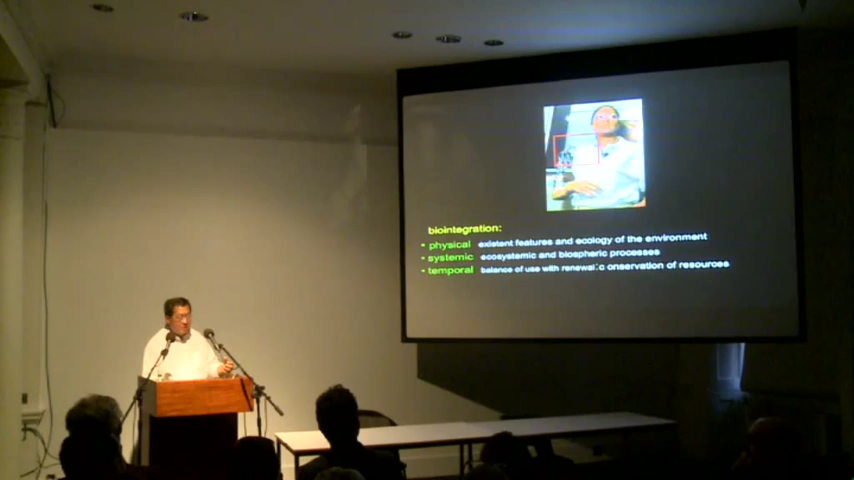 biointegration:
• physical existent features and ecology of the environment
• systemic ecosystemic and biospheric processes
• temporal balance of use with renewal:c onservation of resources